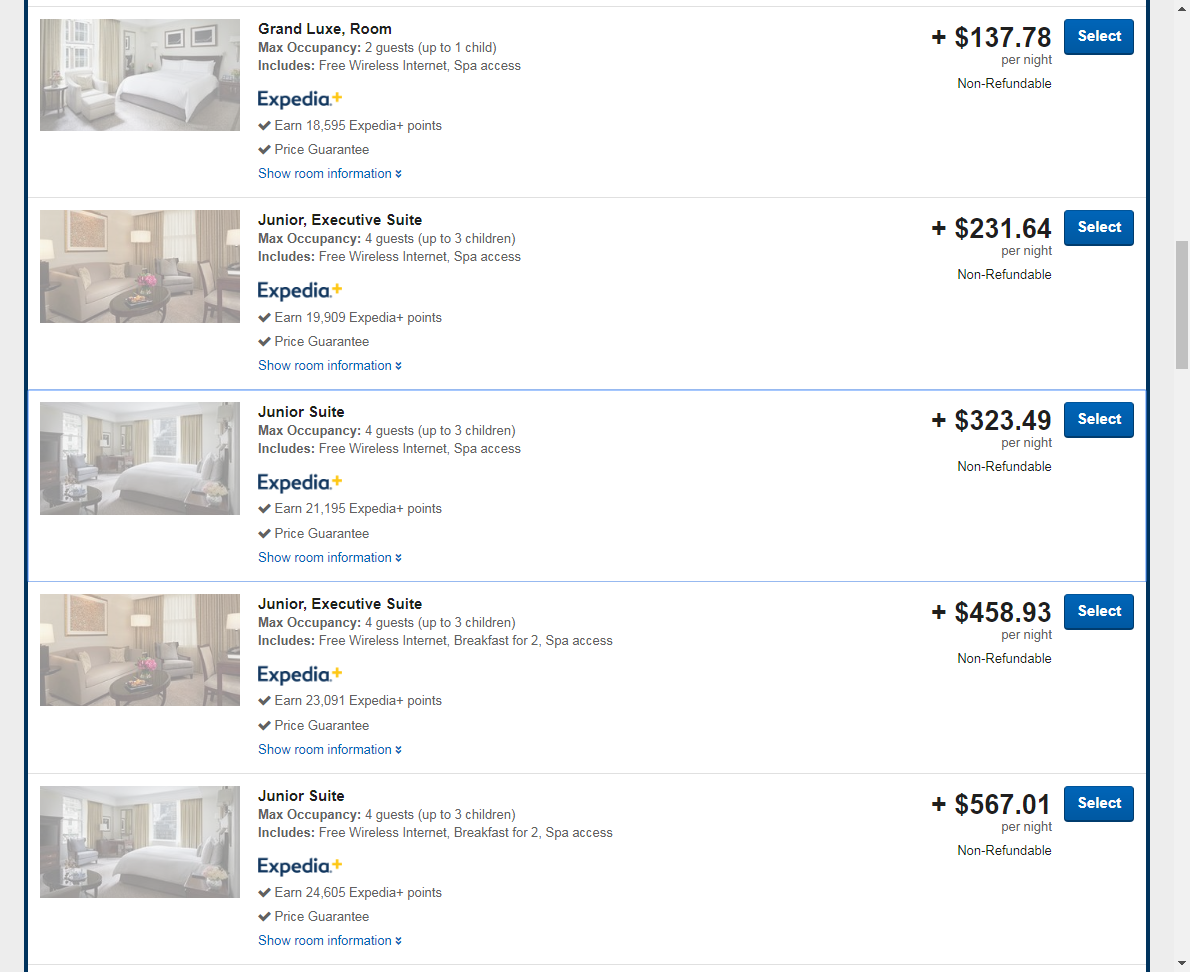 Grand Luxe, Room
Max Occupancy: 2 guests (up to 1 child)
Includes: Free Wireless Internet, Spa access
+ $137.78
per night
Non-Refundable
Select
Expedia+
Earn 18,595 Expedia+ points
Price Guarantee
Show room information
Junior, Executive Suite
Max Occupancy: 4 guests (up to 3 children)
Includes: Free Wireless Internet, Spa access
+ $231.64
per night
Non-Refundable
Select
Expedia+
Earn 19,909 Expedia+ points
Price Guarantee
Show room information
Junior Suite
Max Occupancy: 4 guests (up to 3 children)
Includes: Free Wireless Internet, Spa access
+ $323.49
per night
Non-Refundable
Select
Expedia+
Earn 21,195 Expedia+ points
Price Guarantee
Show room information
Junior, Executive Suite
Max Occupancy: 4 guests (up to 3 children)
Includes: Free Wireless Internet, Breakfast for 2, Spa access
+ $458.93
per night
Non-Refundable
Select
Expedia+
Earn 23,091 Expedia+ points
Price Guarantee
Show room information
Junior Suite
Max Occupancy: 4 guests (up to 3 children)
Includes: Free Wireless Internet, Breakfast for 2, Spa access
+ $567.01
per night
Non-Refundable
Select
Expedia+
Earn 24,605 Expedia+ points
Price Guarantee
Show room information